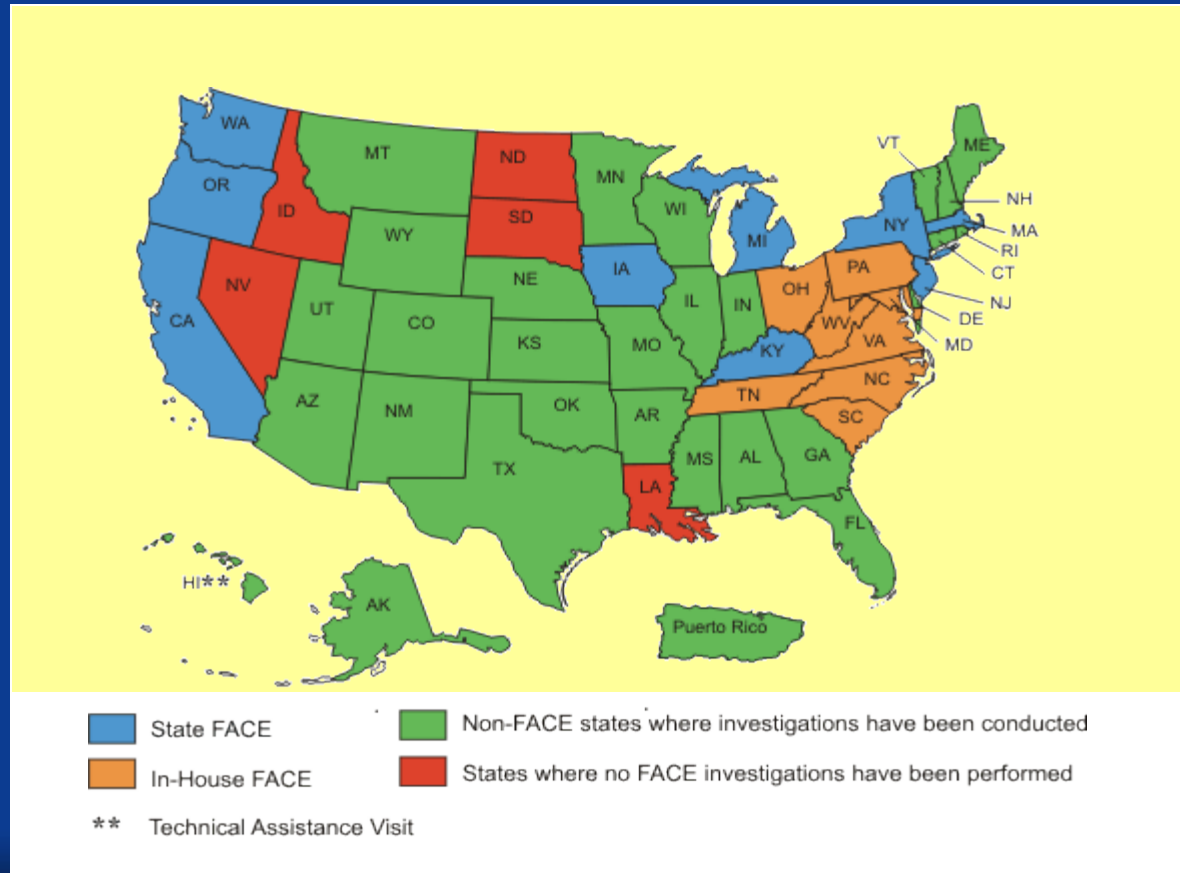 WA
MT
ND
MN
VT
ME
OR
ID
SD
WI
MI
NY
NH
MA
RI
CT
WY
IA
PA
NV
NE
IL
IN
OH
NJ
DE
MD
CA
UT
CO
KS
MO
WV
VA
KY
AZ
NM
OK
AR
TN
NC
SC
TX
MS
AL
GA
LA
FL
HI**
AK
Puerto Rico
State FACE
Non-FACE states where investigations have been conducted
In-House FACE
States where no FACE investigations have been performed
** Technical Assistance Visit